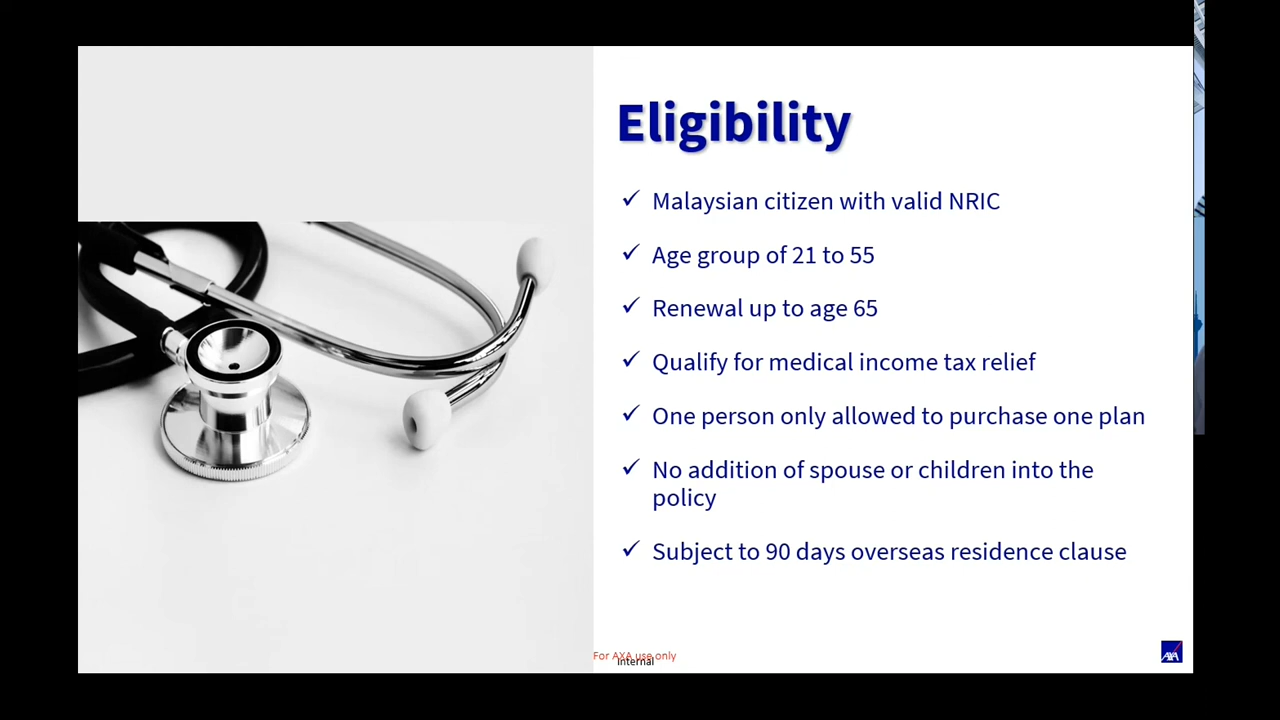 Eligibility
✓ Malaysian citizen with valid NRIC
✓ Age group of 21 to 55
✓ Renewal up to age 65
✓ Qualify for medical income tax relief
✓ One person only allowed to purchase one plan
✓ No addition of spouse or children into the
policy
✓ Subject to 90 days overseas residence clause
For AXA use only
Internal
AXA